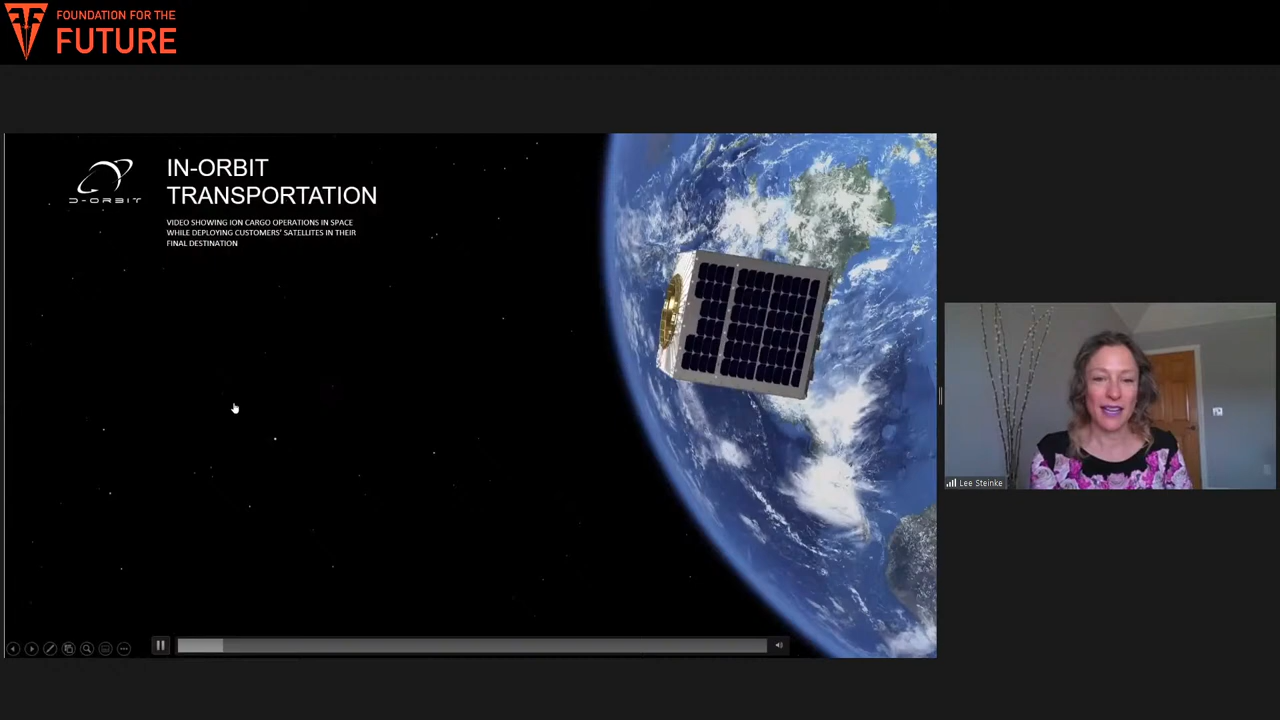 FOUNDATION FOR THE
FUTURE
D-ORBIT
IN-ORBIT
TRANSPORTATION
VIDEO SHOWING ION CARGO OPERATIONS IN SPACE
WHILE DEPLOYING CUSTOMERS' SATELLITES IN THEIR
FINAL DESTINATION
Lee Steinke